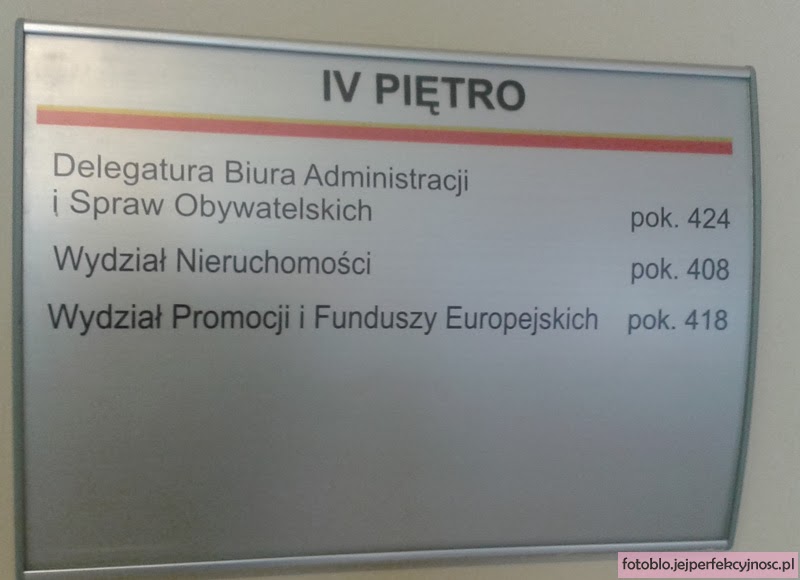 IV PIĘTRO
Delegatura Biura Administracji
i Spraw Obywatelskich pok. 424
Wydział Nieruchomości pok. 408
Wydział Promocji i Funduszy Europejskich pok. 418
fotoblo.jejperfekcyjnosc.pl